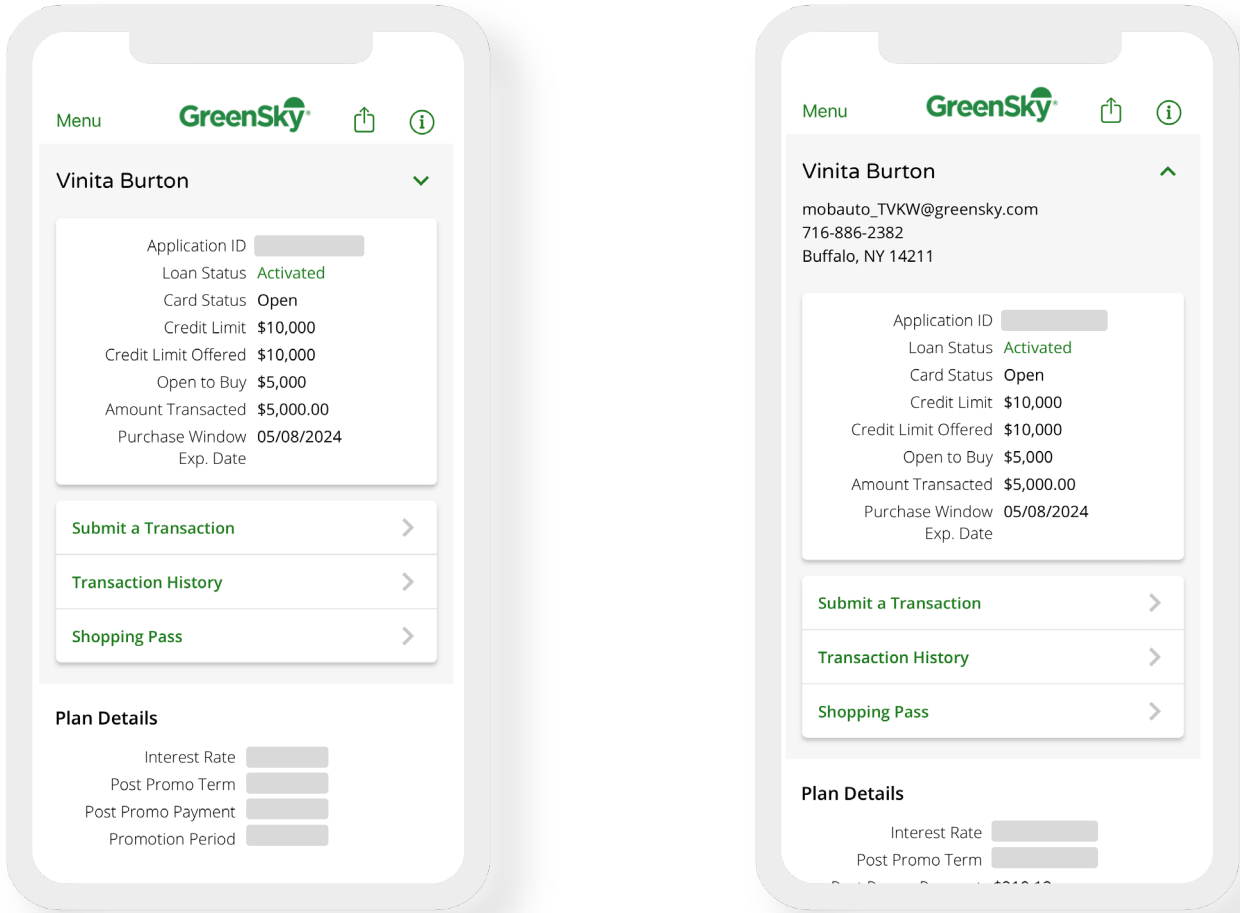 Menu
GreenSky®
Vinita Burton
Application ID
Loan Status Activated
Card Status Open
Credit Limit $10,000
Credit Limit Offered $10,000
Open to Buy $5,000
Amount Transacted $5,000.00
Purchase Window 05/08/2024
Exp. Date
Submit a Transaction
Transaction History
Shopping Pass
Plan Details
Interest Rate
Post Promo Term
Post Promo Payment
Promotion Period
Menu
GreenSky®
Vinita Burton
mobauto_TVKW@greensky.com
716-886-2382
Buffalo, NY 14211
Application ID
Loan Status Activated
Card Status Open
Credit Limit $10,000
Credit Limit Offered $10,000
Open to Buy $5,000
Amount Transacted $5,000.00
Purchase Window 05/08/2024
Exp. Date
Submit a Transaction
Transaction History
Shopping Pass
Plan Details
Interest Rate
Post Promo Term